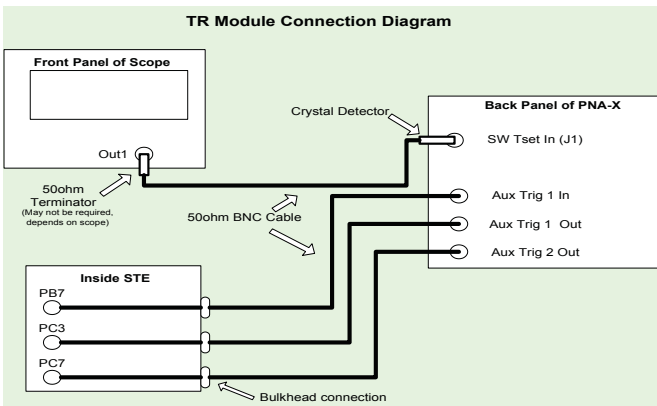 TR Module Connection Diagram
Front Panel of Scope
Out1
50ohm
Terminator
(May not be required,
depends on scope)
Crystal Detector
50ohm BNC Cable
Back Panel of PNA-X
SW Tset In (J1)
Aux Trig 1 In
Aux Trig 1 Out
Aux Trig 2 Out
Inside STE
PB7
PC3
PC7
Bulkhead connection